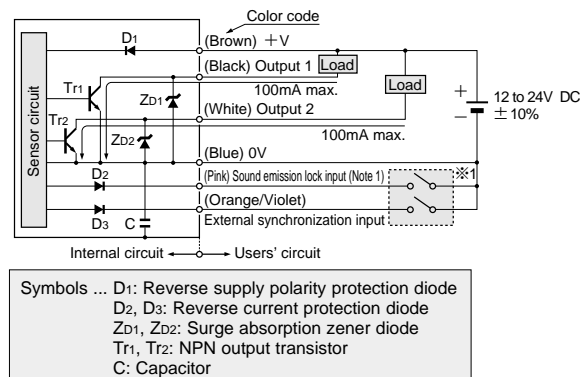 Color code
D1
(Brown) +V
(Black) Output 1
Load
Tr1
ZD1
100mA max.
Load
Sensor circuit
Tr2
(White) Output 2
+
12 to 24V DC
−
±10%
ZD2
100mA max.
(Blue) 0V
D2
(Pink) Sound emission lock input (Note 1)
※1
(Orange/Violet)
D3
C
External synchronization input
Internal circuit
Users' circuit
Symbols ... D1: Reverse supply polarity protection diode
D2, D3: Reverse current protection diode
ZD1, ZD2: Surge absorption zener diode
Tr1, Tr2: NPN output transistor
C: Capacitor